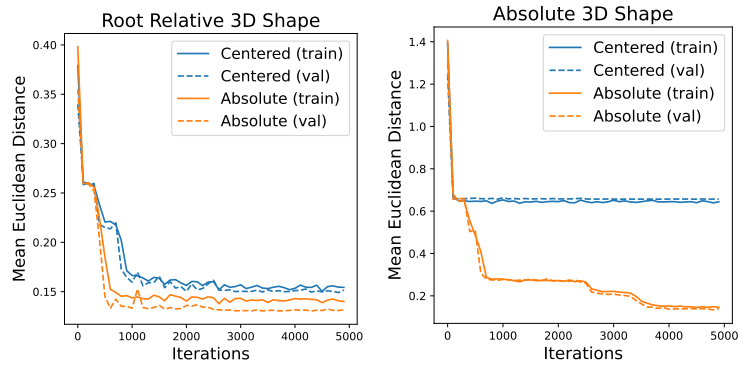 Root Relative 3D Shape
Mean Euclidean Distance
0.40
0.35
0.30
0.25
0.20
0.15
Centered (train)
Centered (val)
Absolute (train)
Absolute (val)
0 1000 2000 3000 4000 5000
Iterations
Absolute 3D Shape
Mean Euclidean Distance
1.4
1.2
1.0
0.8
0.6
0.4
0.2
Centered (train)
Centered (val)
Absolute (train)
Absolute (val)
0 1000 2000 3000 4000 5000
Iterations